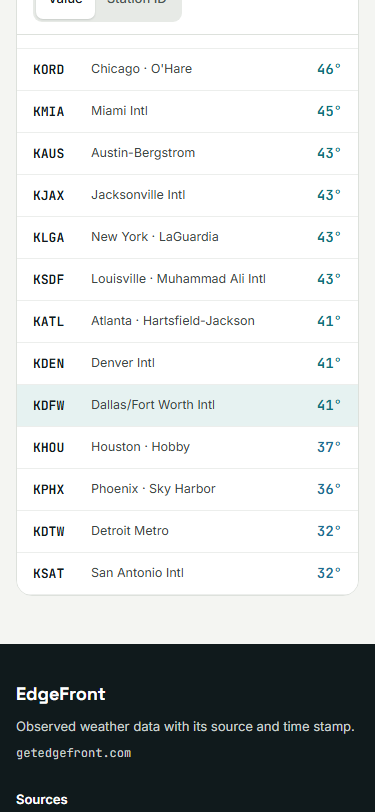 Value Station ID
KORD Chicago · O'Hare 46°
KMIA Miami Intl 45°
KAUS Austin-Bergstrom 43°
KJAX Jacksonville Intl 43°
KLGA New York · LaGuardia 43°
KSDF Louisville · Muhammad Ali Intl 43°
KATL Atlanta · Hartsfield-Jackson 41°
KDEN Denver Intl 41°
KDFW Dallas/Fort Worth Intl 41°
KHOU Houston · Hobby 37°
KPHX Phoenix · Sky Harbor 36°
KDTW Detroit Metro 32°
KSAT San Antonio Intl 32°
EdgeFront
Observed weather data with its source and time stamp.
getedgefront.com
Sources